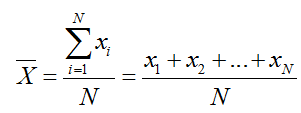 X̄ = (∑_{i=1}^{N} x_i) / N = (x_1 + x_2 + ... + x_N) / N